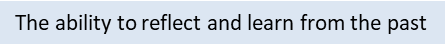 The ability to reflect and learn from the past